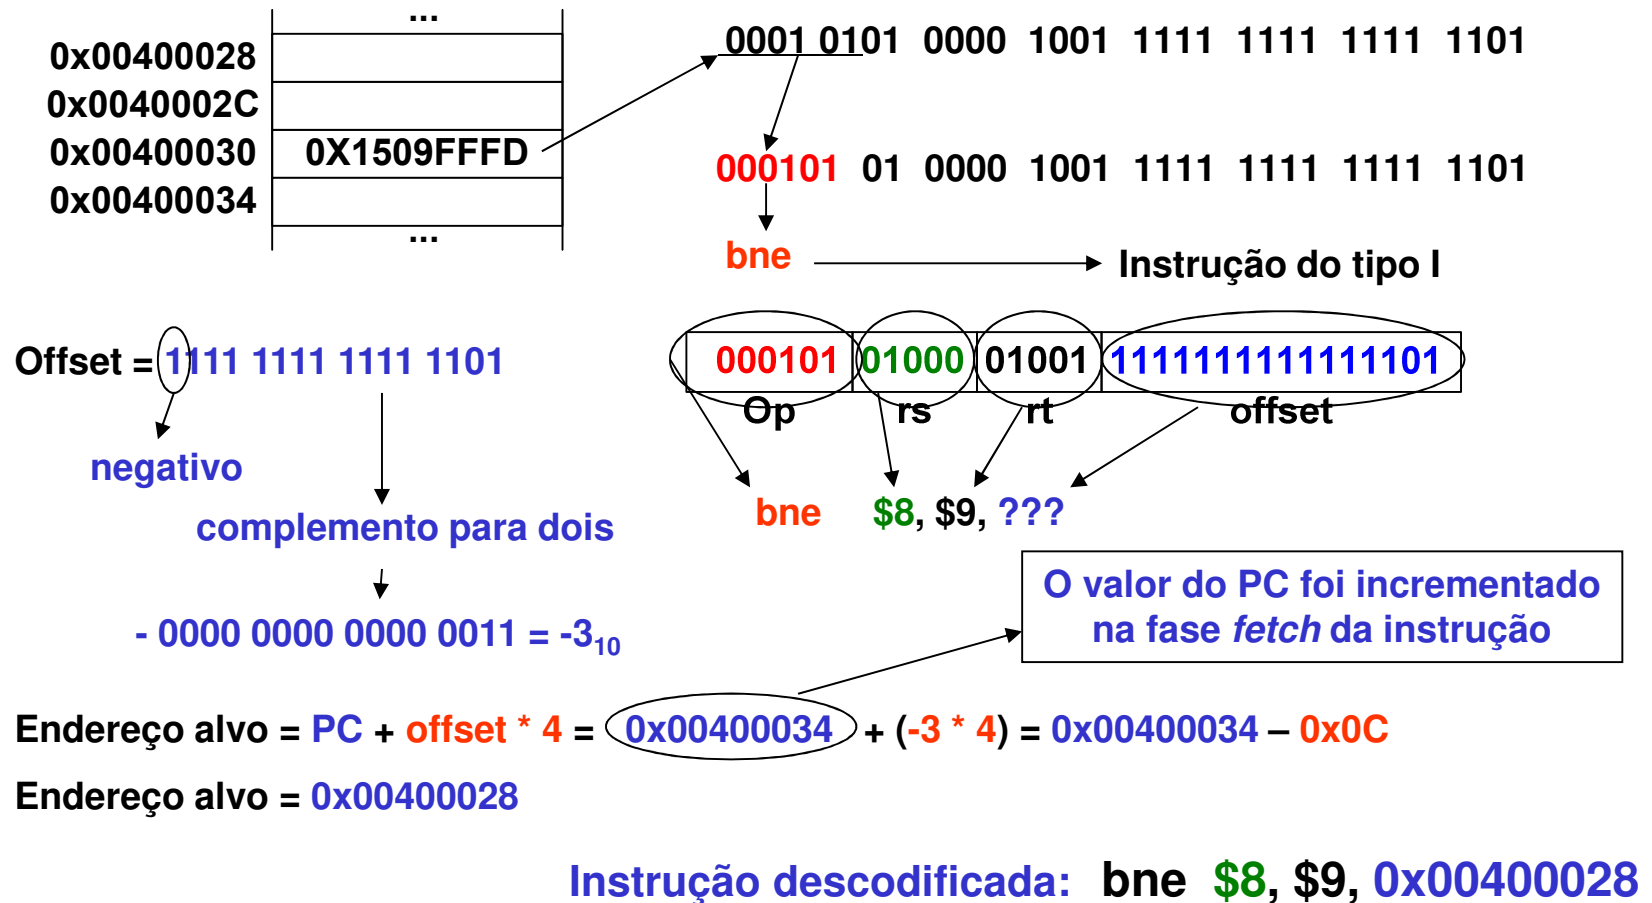 ...
0x00400028
0x0040002C
0x00400030 0X1509FFFD
0x00400034
...
0001 0101 0000 1001 1111 1111 1111 1101
000101 01 0000 1001 1111 1111 1111 1101
bne Instrução do tipo I
Offset = 1111 1111 1111 1101
negativo
complemento para dois
- 0000 0000 0000 0011 = -3₁₀
000101 01000 01001 1111111111111101
Op rs rt offset
bne $8, $9, ???
O valor do PC foi incrementado
na fase fetch da instrução
Endereço alvo = PC + offset * 4 = 0x00400034 + (-3 * 4) = 0x00400034 – 0x0C
Endereço alvo = 0x00400028
Instrução descodificada: bne $8, $9, 0x00400028